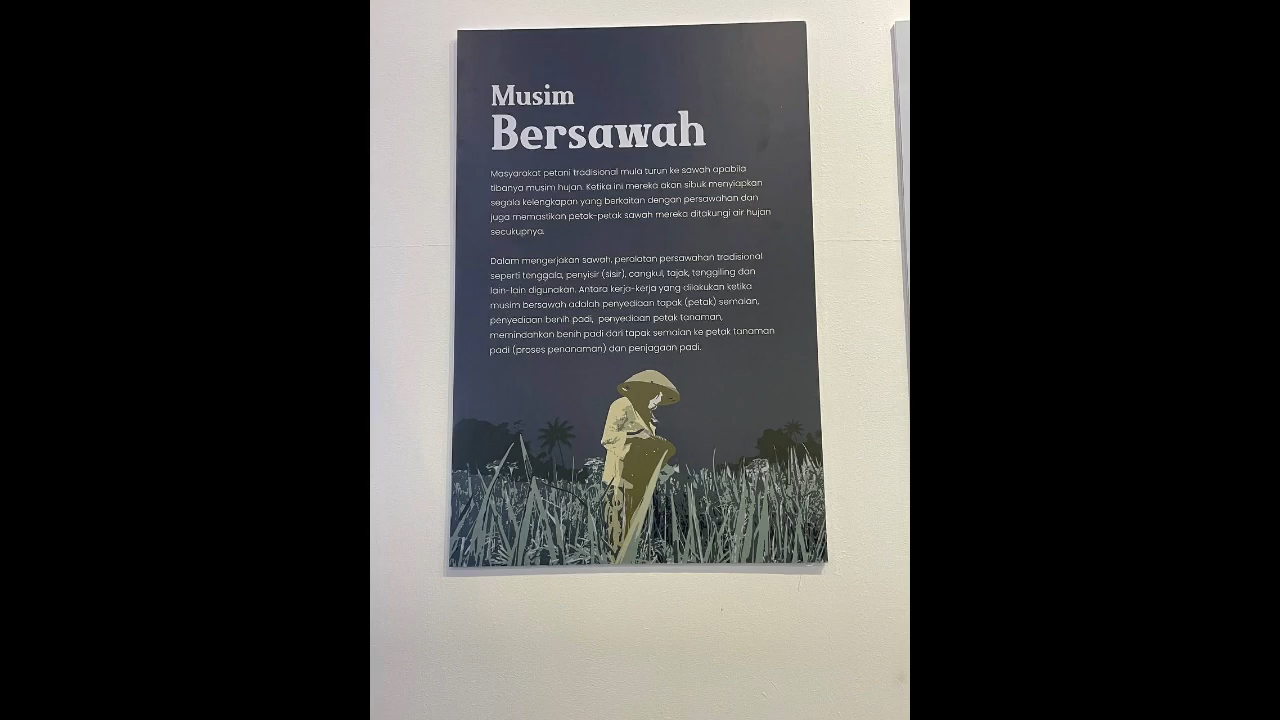 Musim
Bersawah
Masyarakat petani tradisional mula turun ke sawah apabila
tibanya musim hujan. Ketika ini mereka akan sibuk menyiapkan
segala kelengkapan yang berkaitan dengan persawahan dan
juga memastikan petak-petak sawah mereka ditakungi air hujan
secukupnya.
Dalam mengerjakan sawah, peralatan persawahan tradisional
seperti tenggala, penyisir (sisir), cangkul, tajak, tenggiling dan
lain-lain digunakan. Antara kerja-kerja yang dilakukan ketika
musim bersawah adalah penyediaan tapak (petak) semaian,
penyediaan benih padi, penyediaan petak tanaman,
memindahkan benih padi dari tapak semaian ke petak tanaman
padi (proses penanaman) dan penjagaan padi.